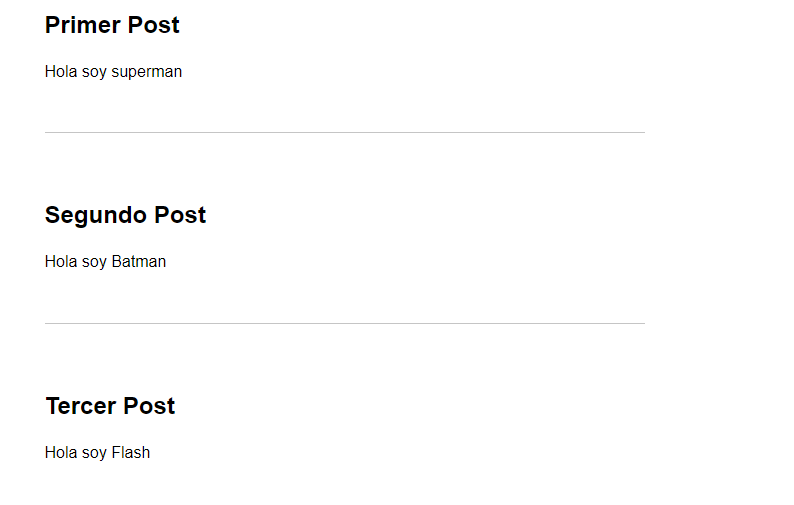 Primer Post
Hola soy superman
Segundo Post
Hola soy Batman
Tercer Post
Hola soy Flash